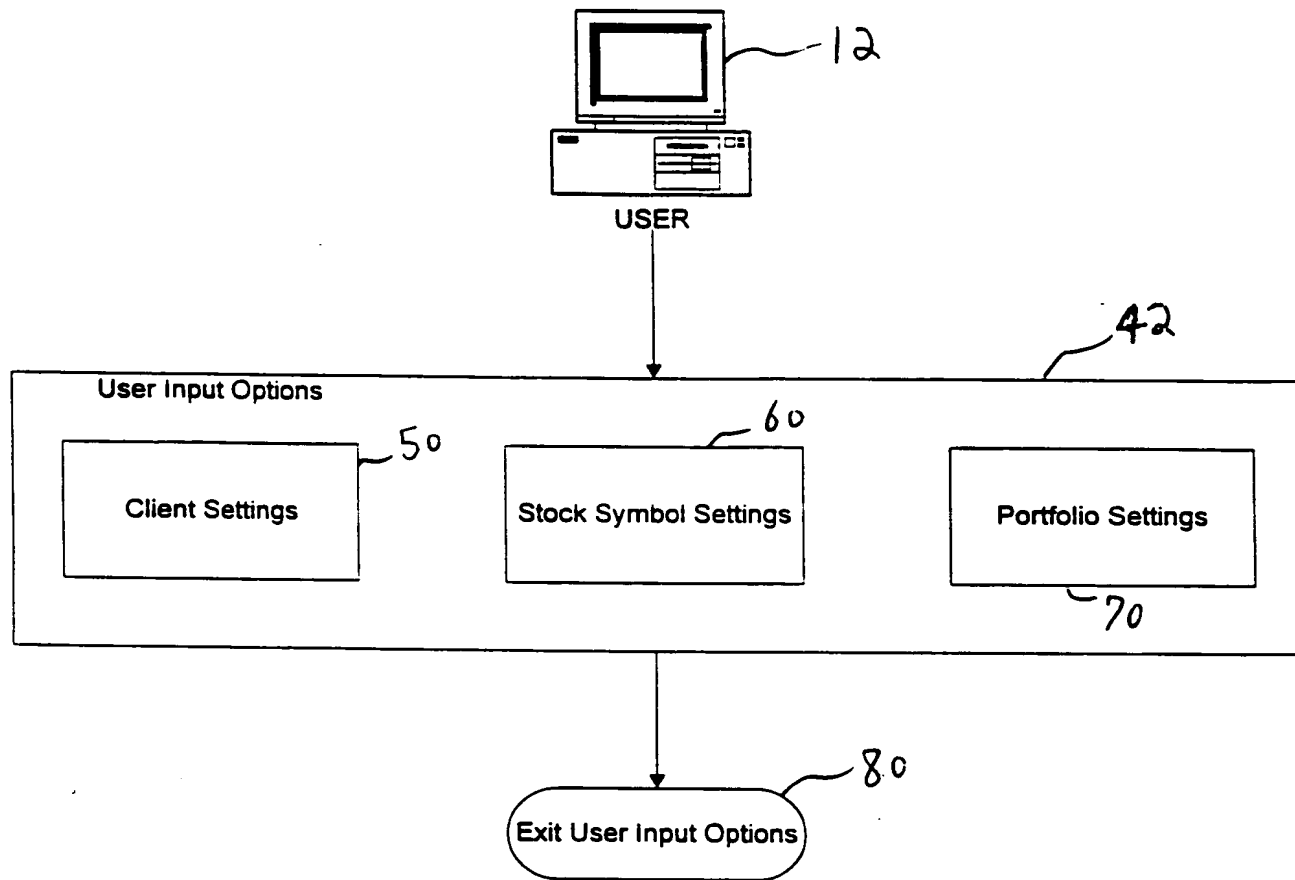 12
USER
42
User Input Options
50
60
Client Settings
Stock Symbol Settings
Portfolio Settings
70
80
Exit User Input Options